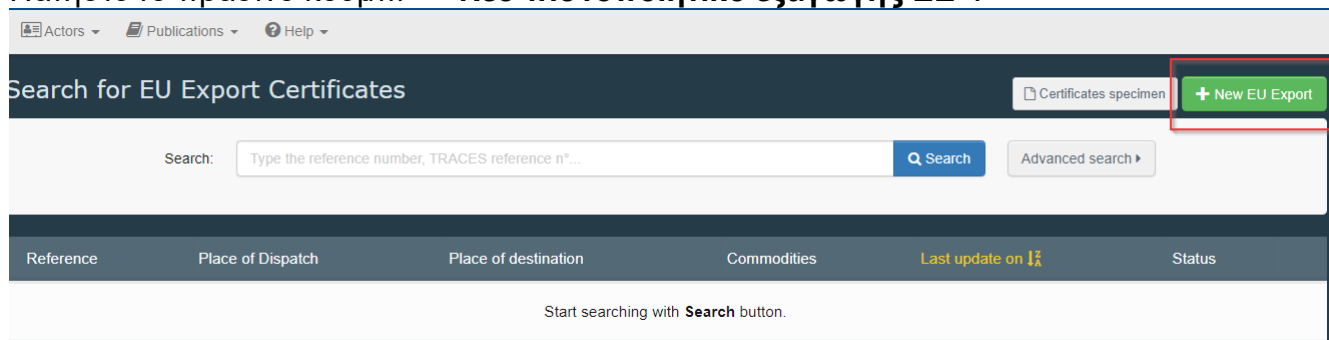 Actors Publications Help
Search for EU Export Certificates
Certificates specimen
+ New EU Export
Search: Type the reference number, TRACES reference n°... Search Advanced search
Reference Place of Dispatch Place of destination Commodities Last update on Status
Start searching with Search button.